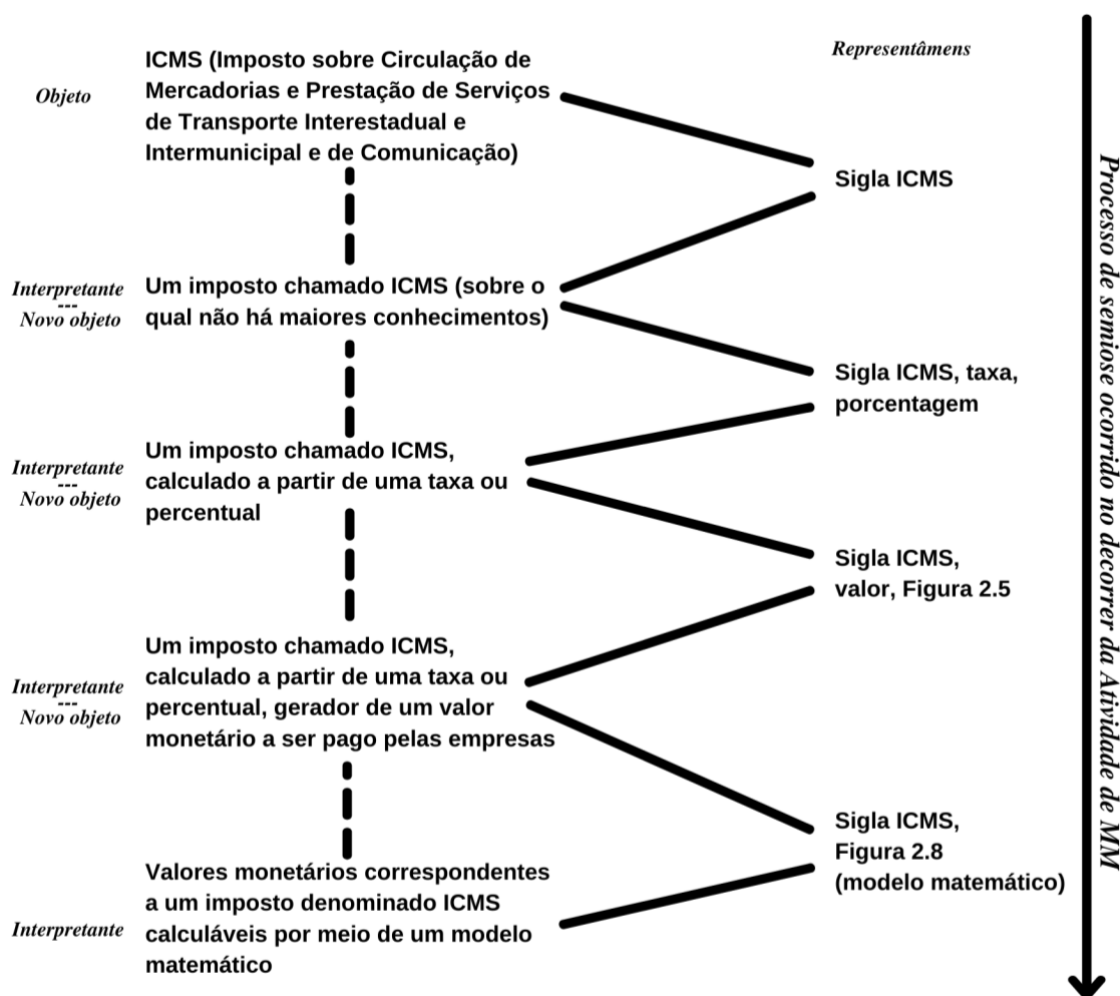 Representâmens
Objeto
ICMS (Imposto sobre Circulação de
Mercadorias e Prestação de Serviços
de Transporte Interestadual e
Intermunicipal e de Comunicação)
Sigla ICMS
Interpretante
---
Novo objeto
Um imposto chamado ICMS (sobre o
qual não há maiores conhecimentos)
Sigla ICMS, taxa,
porcentagem
Interpretante
---
Novo objeto
Um imposto chamado ICMS,
calculado a partir de uma taxa ou
percentual
Sigla ICMS,
valor, Figura 2.5
Interpretante
---
Novo objeto
Um imposto chamado ICMS,
calculado a partir de uma taxa ou
percentual, gerador de um valor
monetário a ser pago pelas empresas
Sigla ICMS,
Figura 2.8
(modelo matemático)
Interpretante
Valores monetários correspondentes
a um imposto denominado ICMS
calculáveis por meio de um modelo
matemático
Processo de semiose ocorrido no decorrer da Atividade de MM